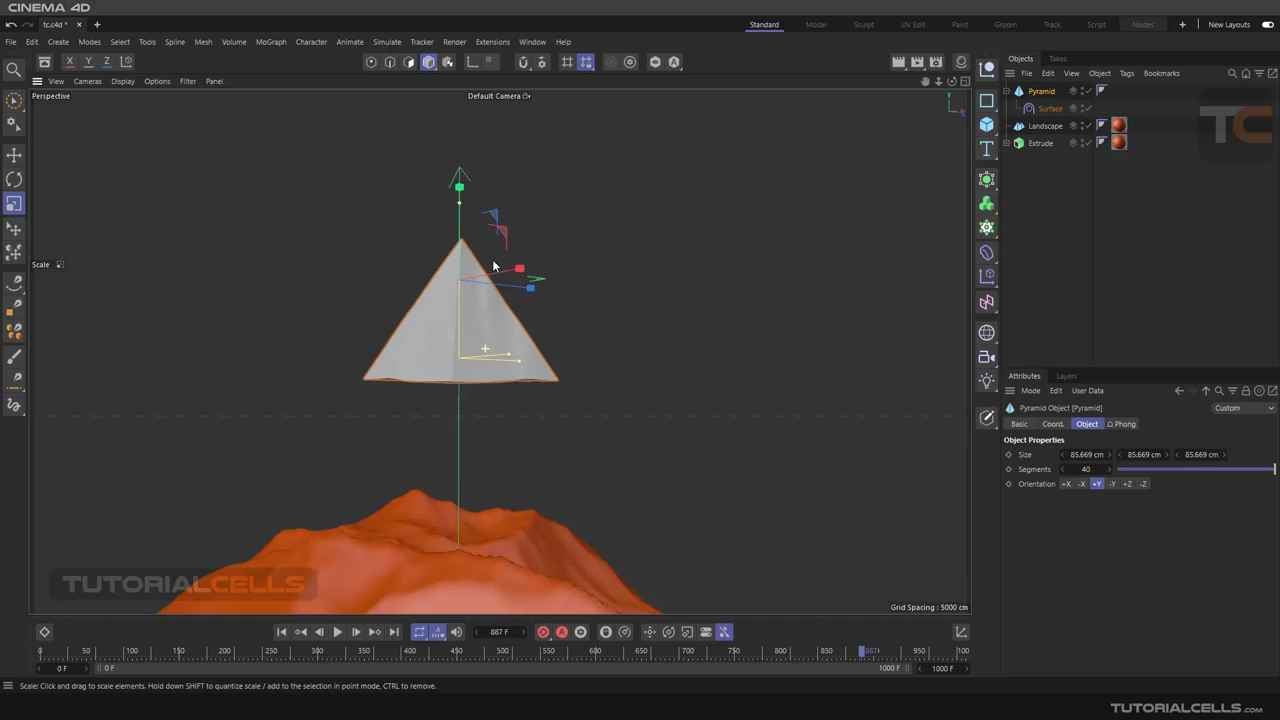 CINEMA 4D
tc.c4d * × +
Standard Model Sculpt UV Edit Paint Groom Track Script Nodes + New Layouts
File Edit Create Modes Select Tools Spline Mesh Volume MoGraph Character Animate Simulate Tracker Render Extensions Window Help
X Y Z
View Cameras Display Options Filter Panel
Perspective
Default Camera
Y
X
Scale
T
TUTORIALCELLS
Grid Spacing : 5000 cm
Objects Takes
File Edit View Object Tags Bookmarks
Pyramid
Surface
Landscape
Extrude
TC
Attributes Layers
Mode Edit User Data
Pyramid Object [Pyramid] Custom
Basic Coord. Object Phong
Object Properties
Size 85.669 cm 85.669 cm 85.669 cm
Segments 40
Orientation +X -X +Y -Y +Z -Z
887 F
0 50 100 150 200 250 300 350 400 450 500 550 600 650 700 750 800 850 887 950 100
0 F 0 F 1000 F 1000 F
Scale: Click and drag to scale elements. Hold down SHIFT to quantize scale / add to the selection in point mode, CTRL to remove.
TUTORIALCELLS.com